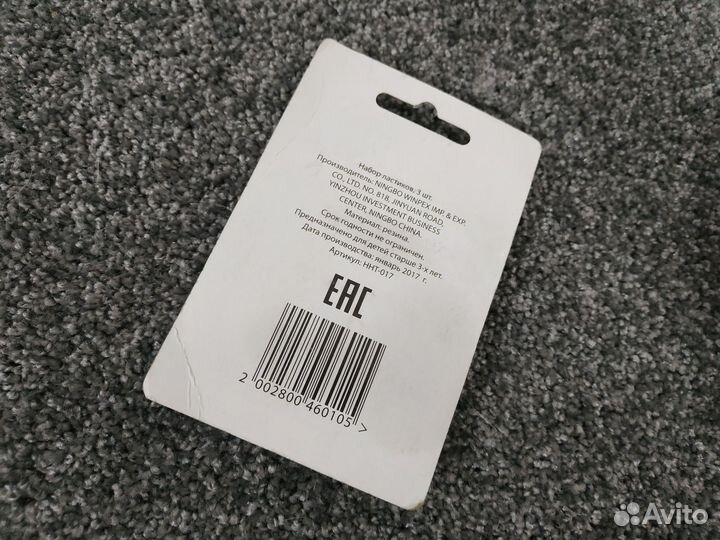 Набор ластиков, 3 шт.
Производитель: NINGBO WINPEX IMP & EXP.
CO., LTD. NO. 818, JINYUAN ROAD
YINZHOU INVESTMENT BUSINESS
CENTER, NINGBO CHINA.
Материал: резина.
Срок годности не ограничен.
Предназначено для детей старше 3-х лет.
Дата производства: январь 2017 г.
Артикул: HHT-017
EAC
2 002800 460105 >
Avito